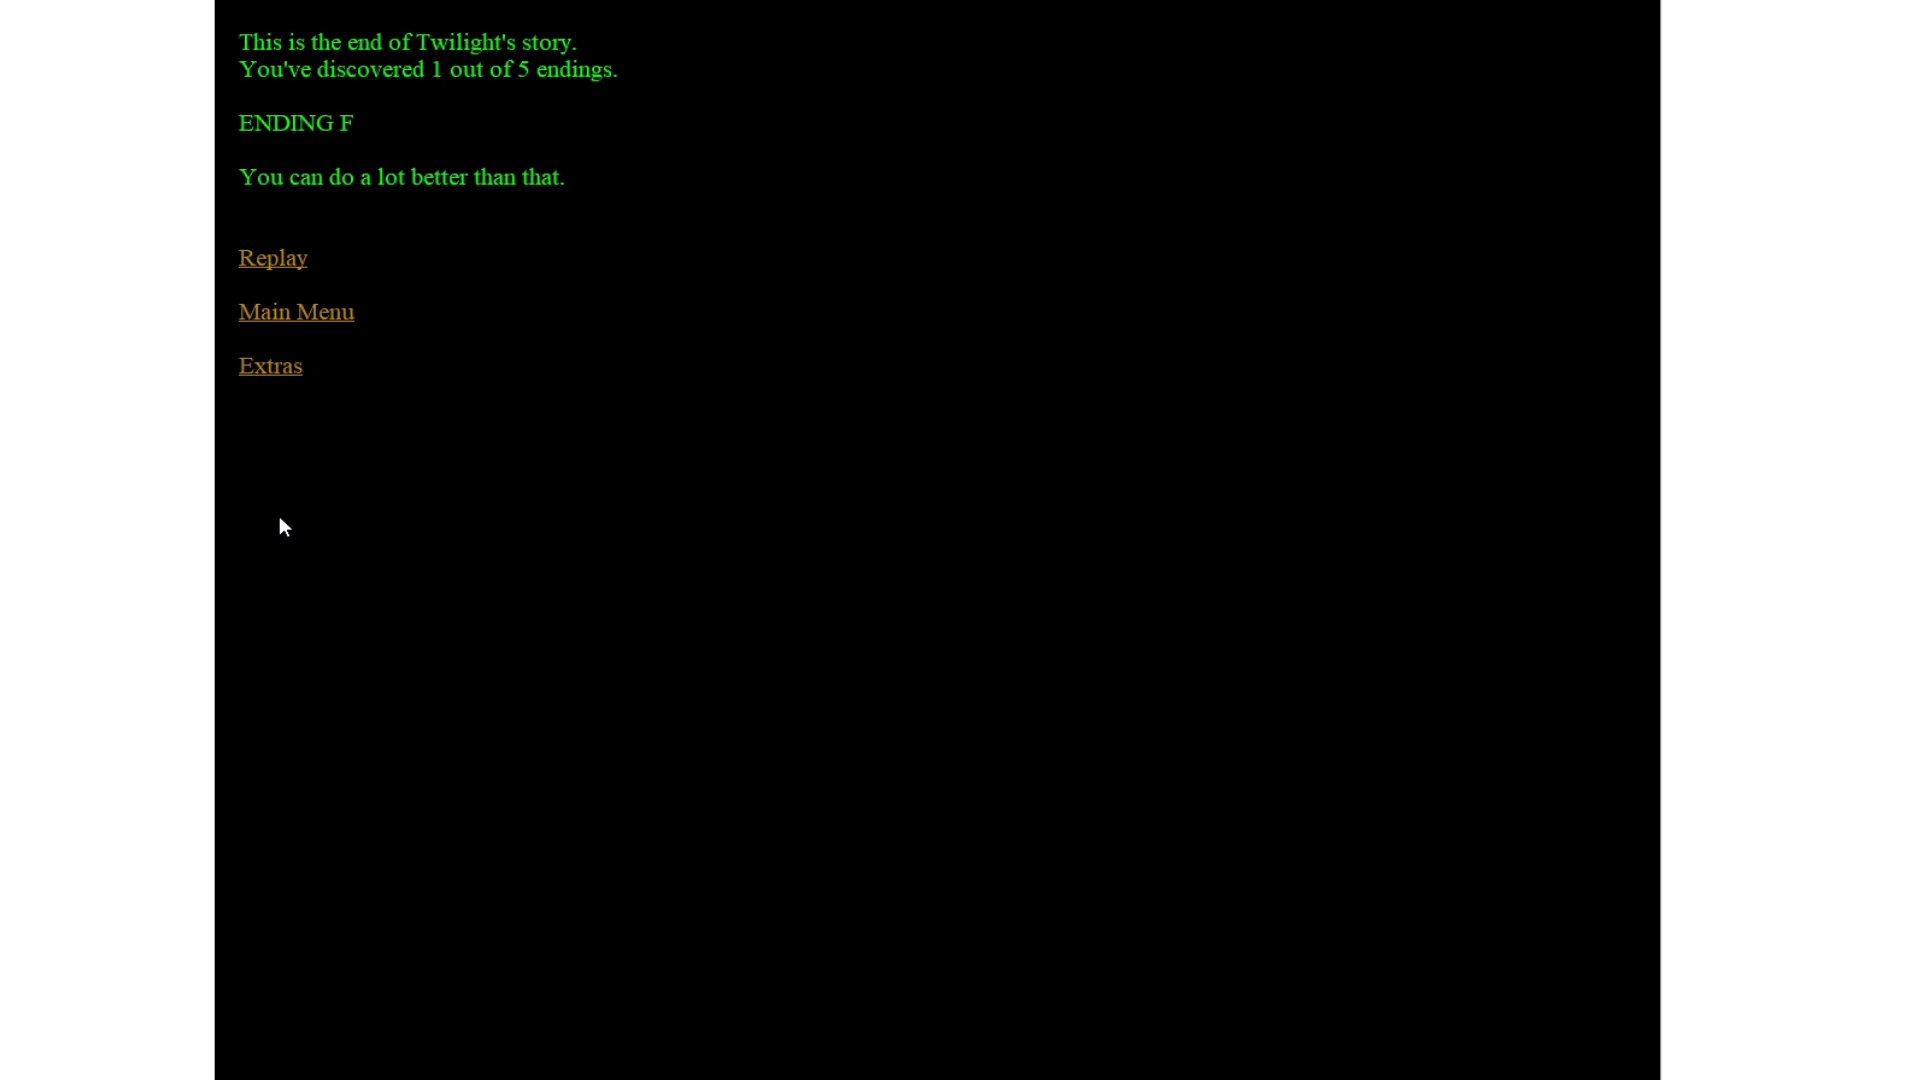 This is the end of Twilight's story.
You've discovered 1 out of 5 endings.
ENDING F
You can do a lot better than that.
Replay
Main Menu
Extras